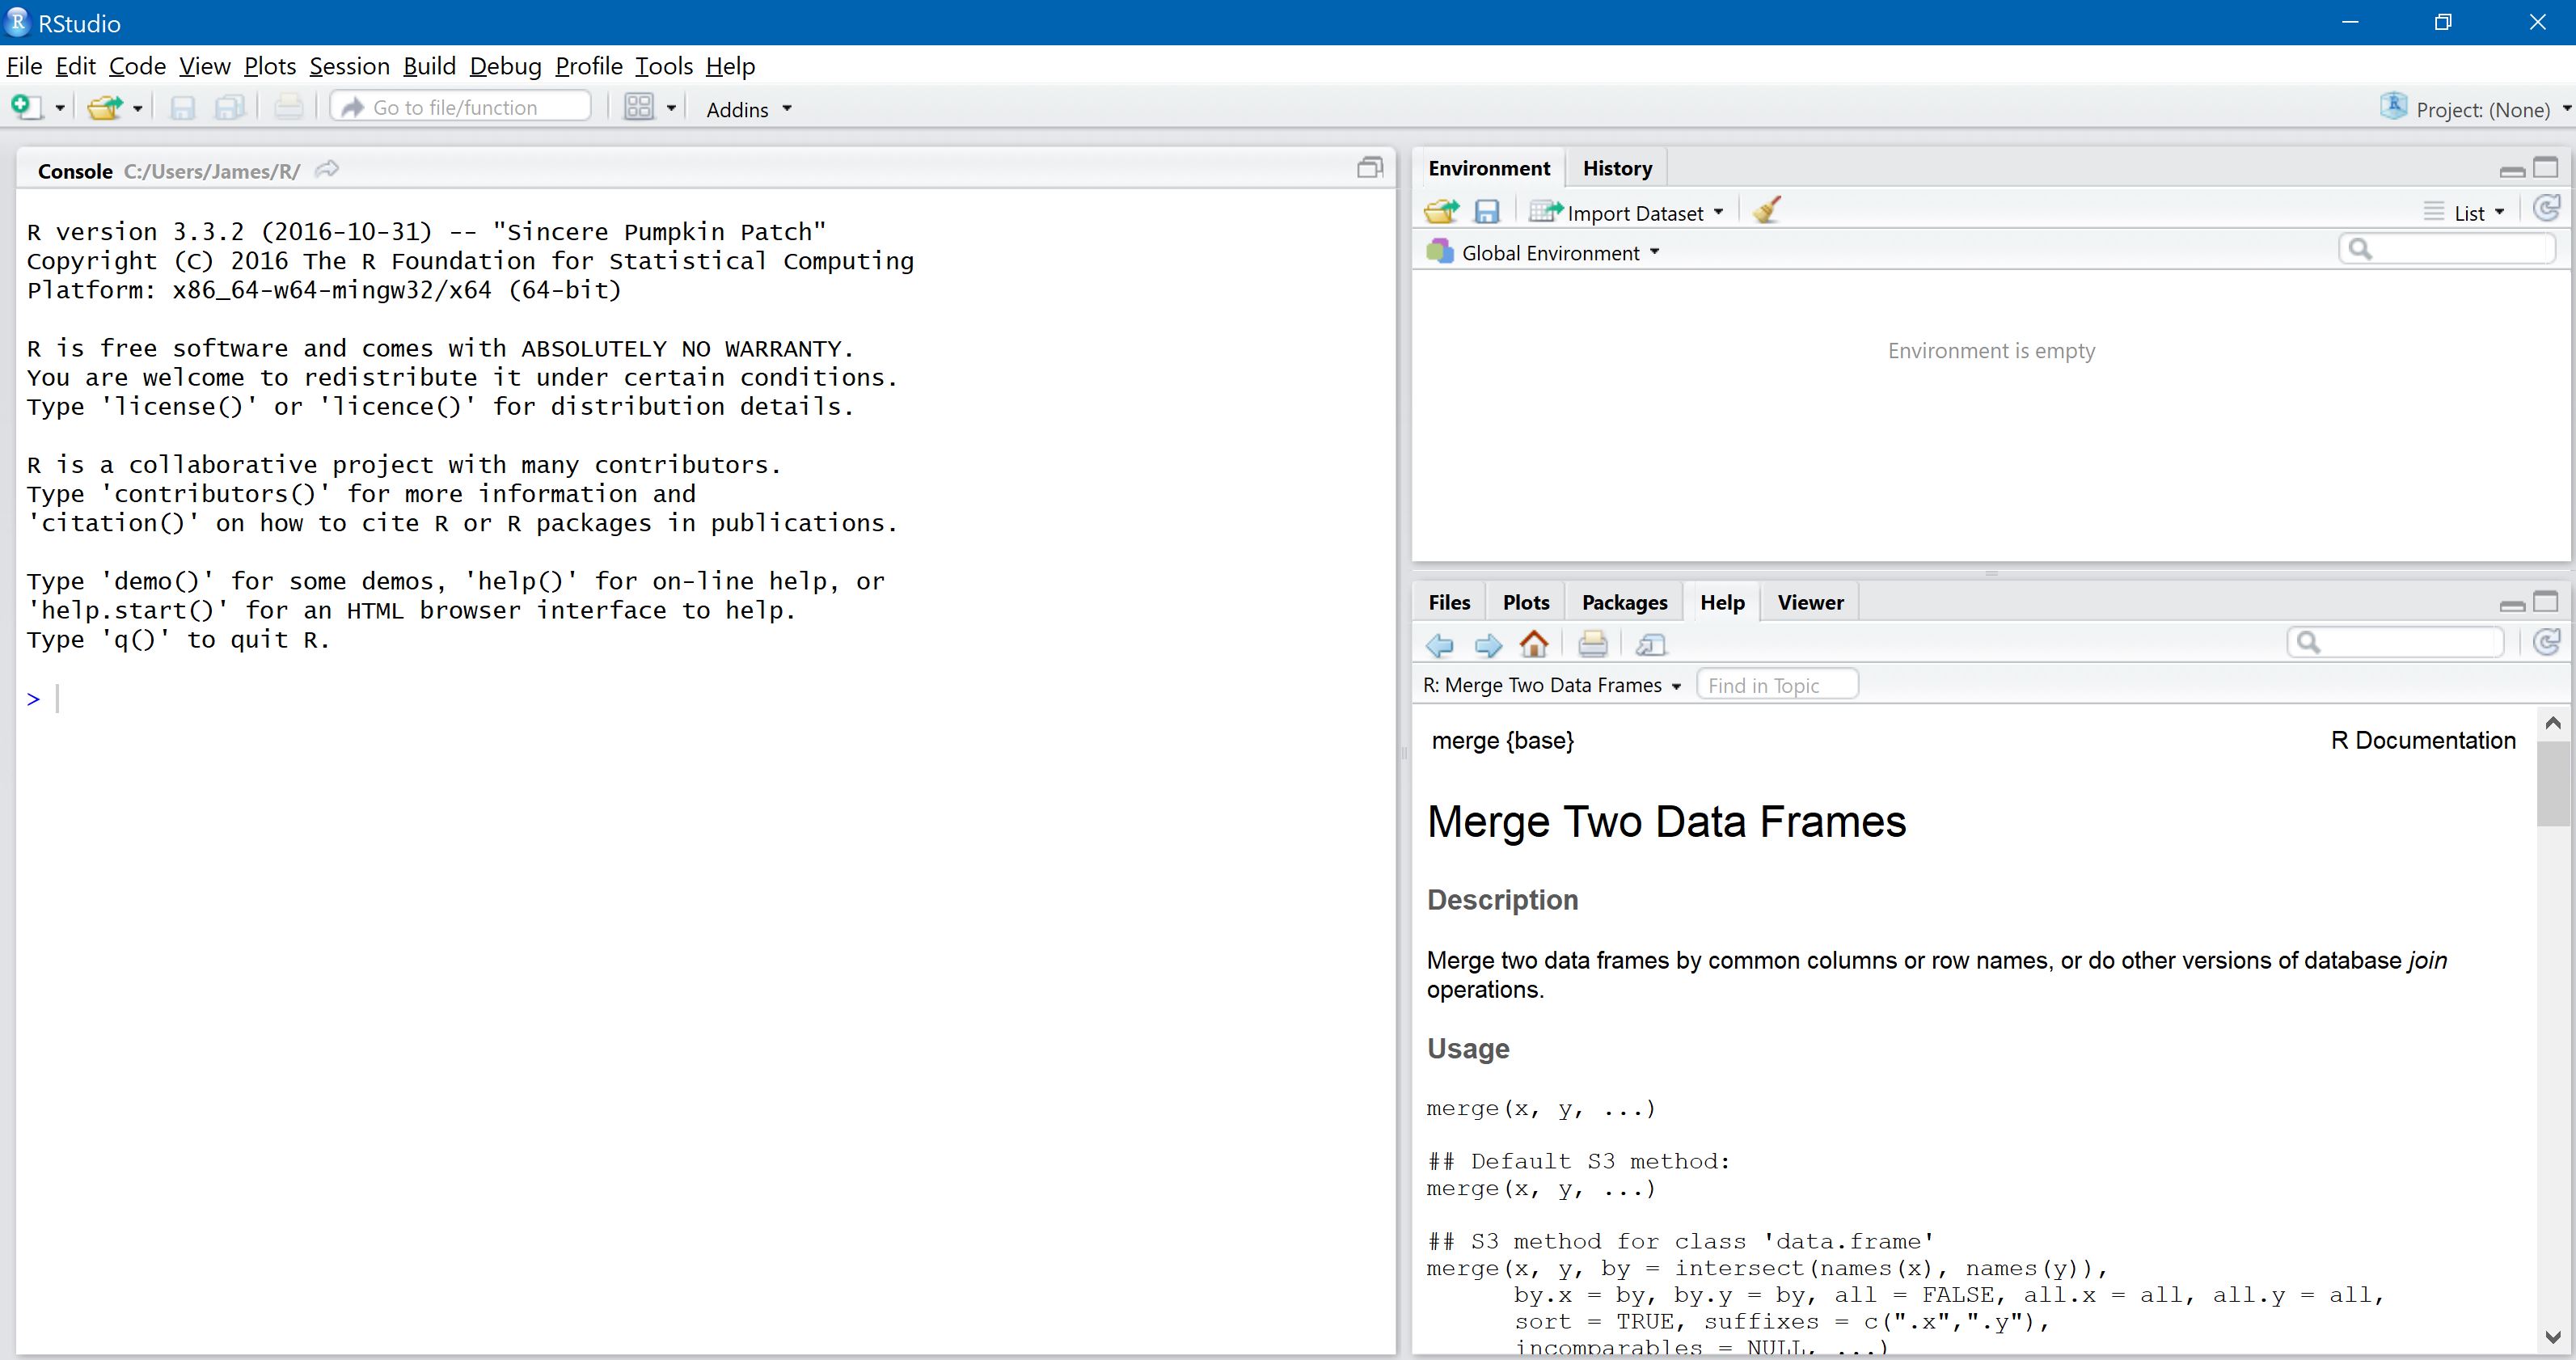 RStudio
File Edit Code View Plots Session Build Debug Profile Tools Help
Go to file/function
Addins
Project: (None)
Console C:/Users/James/R/
R version 3.3.2 (2016-10-31) -- "Sincere Pumpkin Patch"
Copyright (C) 2016 The R Foundation for Statistical Computing
Platform: x86_64-w64-mingw32/x64 (64-bit)
R is free software and comes with ABSOLUTELY NO WARRANTY.
You are welcome to redistribute it under certain conditions.
Type 'license()' or 'licence()' for distribution details.
R is a collaborative project with many contributors.
Type 'contributors()' for more information and
'citation()' on how to cite R or R packages in publications.
Type 'demo()' for some demos, 'help()' for on-line help, or
'help.start()' for an HTML browser interface to help.
Type 'q()' to quit R.
>
Environment History
Import Dataset List
Global Environment
Environment is empty
Files Plots Packages Help Viewer
R: Merge Two Data Frames Find in Topic
merge {base} R Documentation
Merge Two Data Frames
Description
Merge two data frames by common columns or row names, or do other versions of database join
operations.
Usage
merge(x, y, ...)
## Default S3 method:
merge(x, y, ...)
## S3 method for class 'data.frame'
merge(x, y, by = intersect(names(x), names(y)),
by.x = by, by.y = by, all = FALSE, all.x = all, all.y = all,
sort = TRUE, suffixes = c(".x",".y"),
incomparables = NULL, ...)